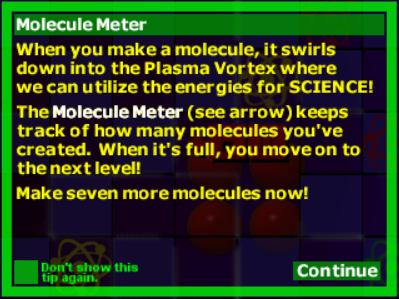 Molecule Meter
When you make a molecule, it swirls
down into the Plasma Vortex where
we can utilize the energies for SCIENCE!
The Molecule Meter (see arrow) keeps
track of how many molecules you've
created. When it's full, you move on to
the next level!
Make seven more molecules now!
Don't show this
tip again.
Continue